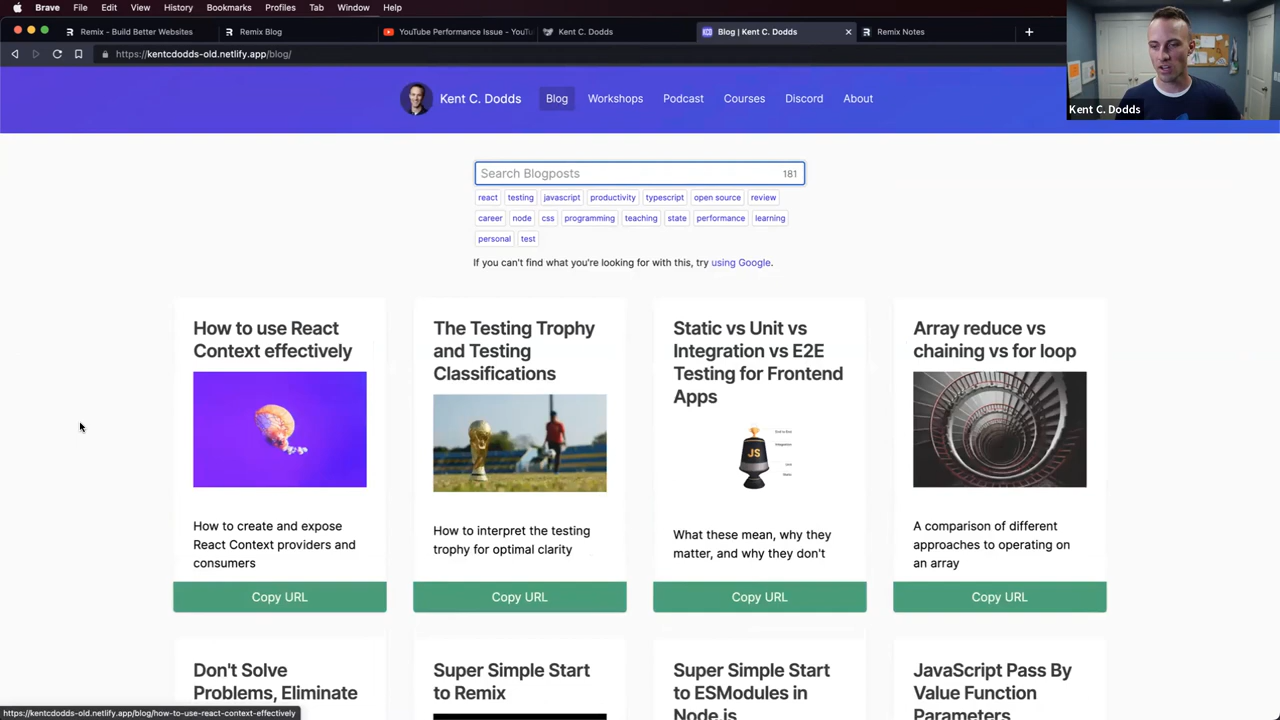 Brave File Edit View History Bookmarks Profiles Tab Window Help
Remix - Build Better Websites
Remix Blog
YouTube Performance Issue - YouTu
Kent C. Dodds
Blog | Kent C. Dodds
Remix Notes
https://kentcdodds-old.netlify.app/blog/
Kent C. Dodds
Kent C. Dodds Blog Workshops Podcast Courses Discord About
Search Blogposts 181
react testing javascript productivity typescript open source review
career node css programming teaching state performance learning
personal test
If you can't find what you're looking for with this, try using Google.
How to use React
Context effectively
How to create and expose
React Context providers and
consumers
Copy URL
The Testing Trophy
and Testing
Classifications
How to interpret the testing
trophy for optimal clarity
Copy URL
Static vs Unit vs
Integration vs E2E
Testing for Frontend
Apps
JS
What these mean, why they
matter, and why they don't
Copy URL
Array reduce vs
chaining vs for loop
A comparison of different
approaches to operating on
an array
Copy URL
Don't Solve
Problems, Eliminate
Super Simple Start
to Remix
Super Simple Start
to ESModules in
Node.js
JavaScript Pass By
Value Function
Parameters
https://kentcdodds-old.netlify.app/blog/how-to-use-react-context-effectively